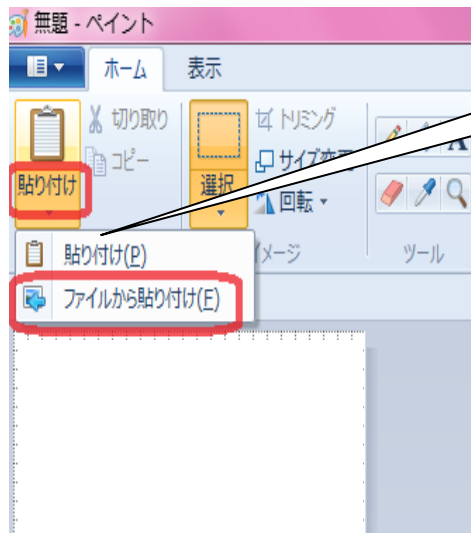 無題 - ペイント
ホーム 表示
切り取り
コピー
貼り付け
選択
トリミング
サイズ変更
回転
A
貼り付け(P)
ファイルから貼り付け(F)
イメージ
ツール